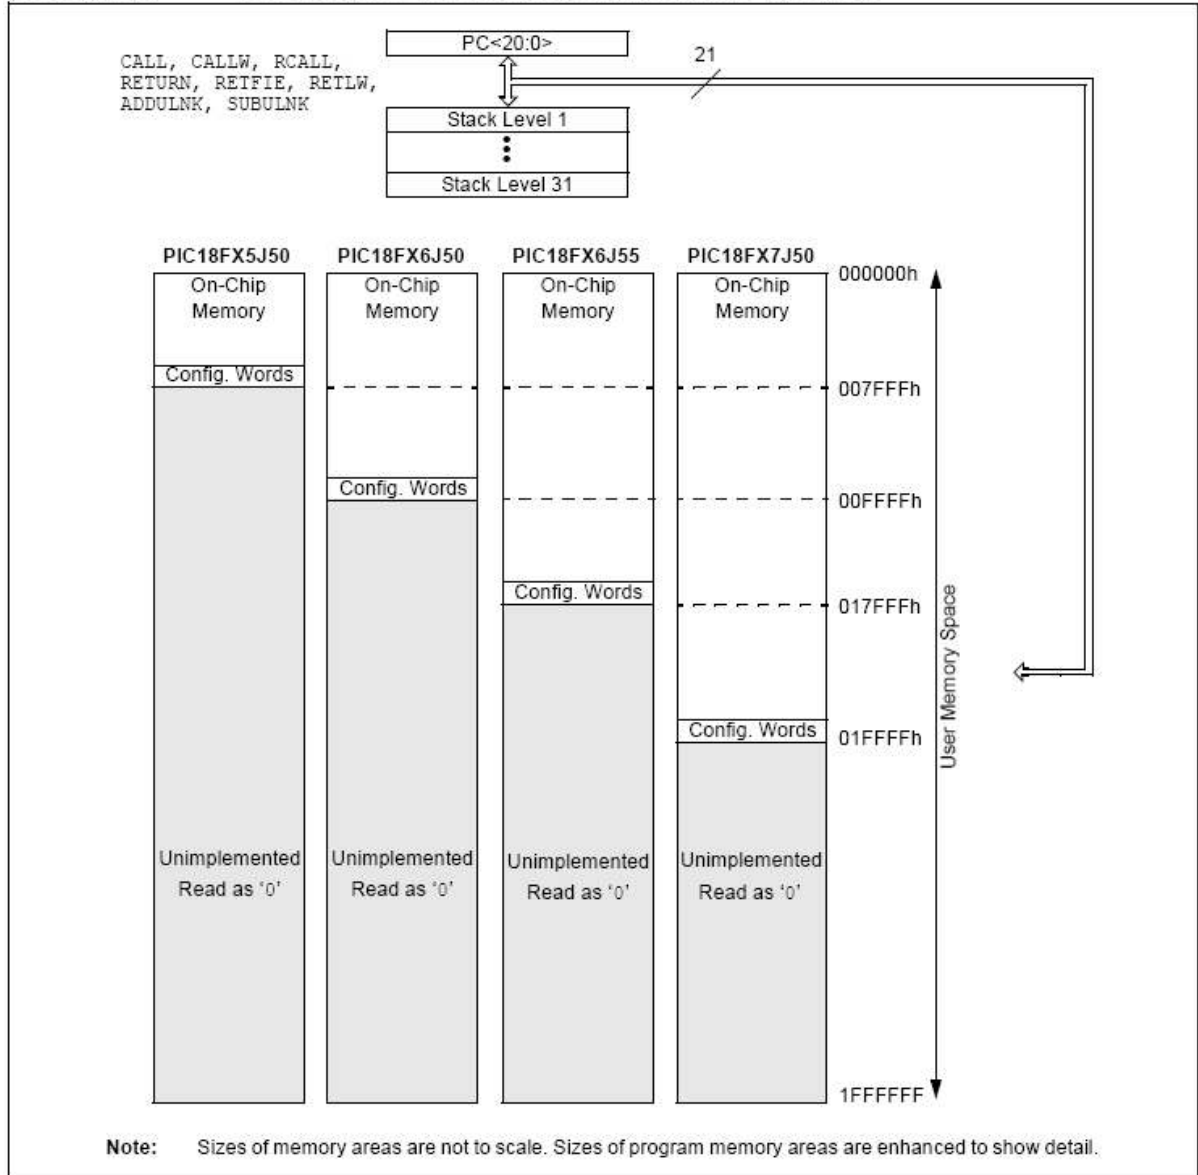 PC<20:0>
21
CALL, CALLW, RCALL,
RETURN, RETFIE, RETLW,
ADDULNK, SUBULNK
Stack Level 1
Stack Level 31
PIC18FX5J50 PIC18FX6J50 PIC18FX6J55 PIC18FX7J50
000000h
On-Chip Memory
On-Chip Memory
On-Chip Memory
On-Chip Memory
Config. Words
007FFFh
Config. Words
00FFFFh
Config. Words
017FFFh
Config. Words
01FFFFh
User Memory Space
Unimplemented Read as '0'
Unimplemented Read as '0'
Unimplemented Read as '0'
Unimplemented Read as '0'
1FFFFFF
Note: Sizes of memory areas are not to scale. Sizes of program memory areas are enhanced to show detail.